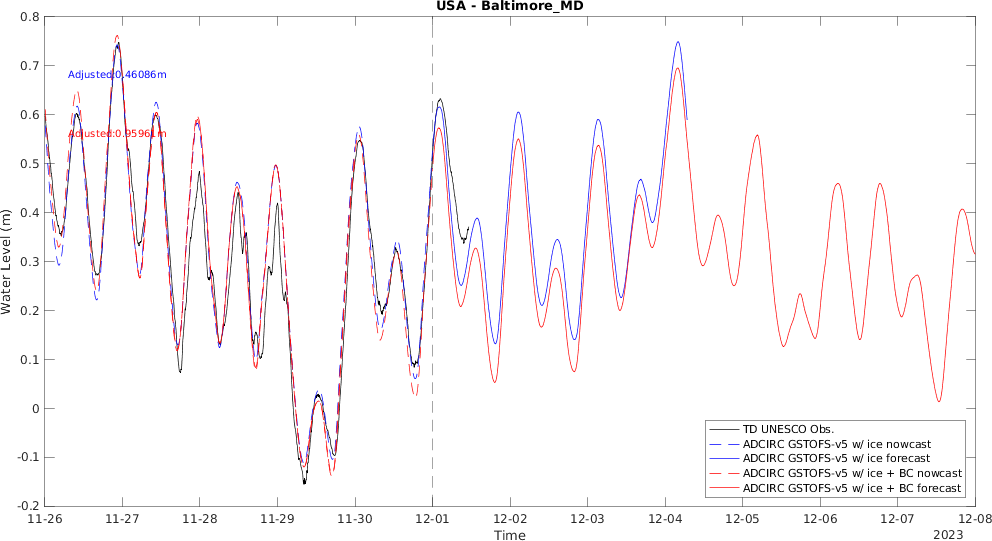 USA - Baltimore_MD
0.8
0.7
0.6
0.5
0.4
0.3
0.2
0.1
0
-0.1
-0.2
Water Level (m)
Adjusted:0.46086m
Adjusted:0.95961m
TD UNESCO Obs.
ADCIRC GSTOFS-v5 w/ ice nowcast
ADCIRC GSTOFS-v5 w/ ice forecast
ADCIRC GSTOFS-v5 w/ ice + BC nowcast
ADCIRC GSTOFS-v5 w/ ice + BC forecast
11-26 11-27 11-28 11-29 11-30 12-01 12-02 12-03 12-04 12-05 12-06 12-07 12-08
Time
2023